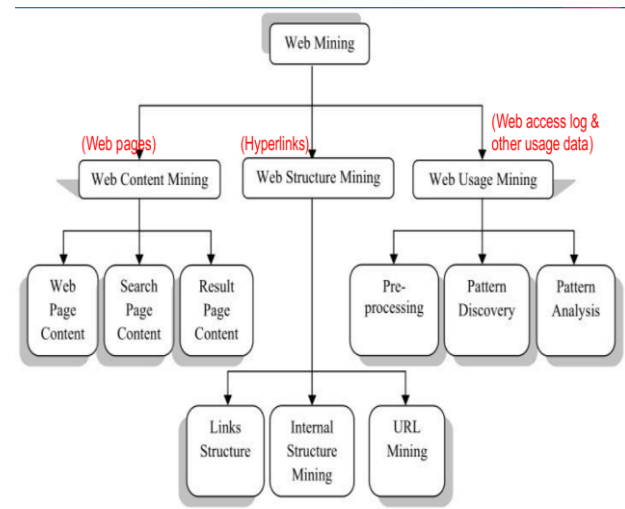 Web Mining
(Web pages)
(Hyperlinks)
(Web access log &
other usage data)
Web Content Mining
Web Structure Mining
Web Usage Mining
Web
Page
Content
Search
Page
Content
Result
Page
Content
Pre-
processing
Pattern
Discovery
Pattern
Analysis
Links
Structure
Internal
Structure
Mining
URL
Mining